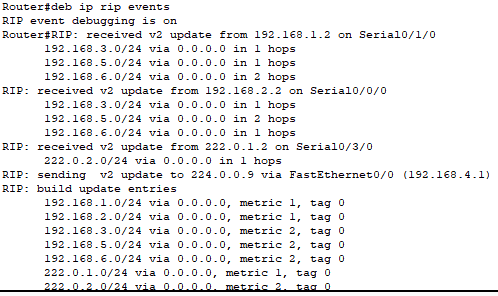 Router#deb ip rip events
RIP event debugging is on
Router#RIP: received v2 update from 192.168.1.2 on Serial0/1/0
192.168.3.0/24 via 0.0.0.0 in 1 hops
192.168.5.0/24 via 0.0.0.0 in 1 hops
192.168.6.0/24 via 0.0.0.0 in 2 hops
RIP: received v2 update from 192.168.2.2 on Serial0/0/0
192.168.3.0/24 via 0.0.0.0 in 1 hops
192.168.5.0/24 via 0.0.0.0 in 2 hops
192.168.6.0/24 via 0.0.0.0 in 1 hops
RIP: received v2 update from 222.0.1.2 on Serial0/3/0
222.0.2.0/24 via 0.0.0.0 in 1 hops
RIP: sending  v2 update to 224.0.0.9 via FastEthernet0/0 (192.168.4.1)
RIP: build update entries
192.168.1.0/24 via 0.0.0.0, metric 1, tag 0
192.168.2.0/24 via 0.0.0.0, metric 1, tag 0
192.168.3.0/24 via 0.0.0.0, metric 2, tag 0
192.168.5.0/24 via 0.0.0.0, metric 2, tag 0
192.168.6.0/24 via 0.0.0.0, metric 2, tag 0
222.0.1.0/24 via 0.0.0.0, metric 1, tag 0
222.0.2.0/24 via 0.0.0.0, metric 2, tag 0